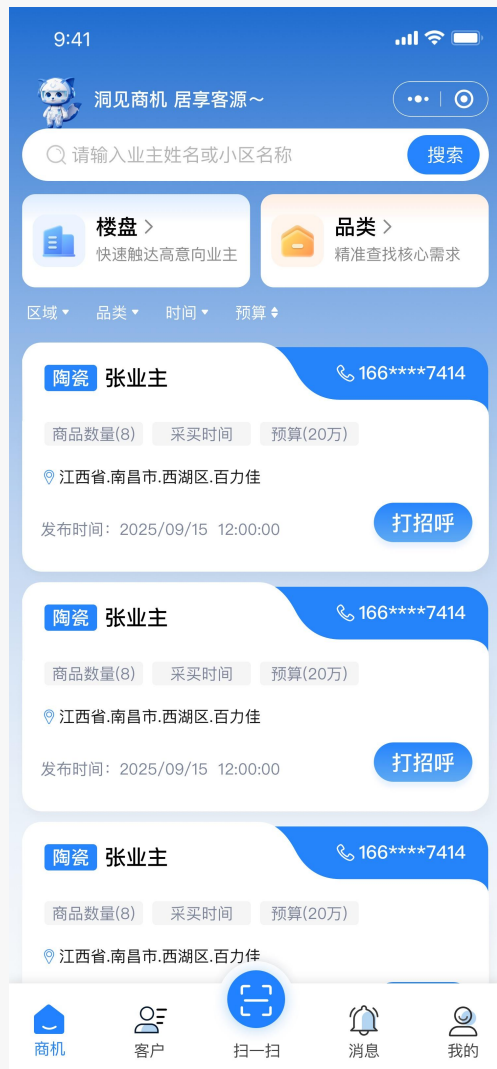 9:41
洞见商机 居享客源～
请输入业主姓名或小区名称
搜索
楼盘
快速触达高意向业主
品类
精准查找核心需求
区域 品类 时间 预算
陶瓷 张业主
166****7414
商品数量(8) 采买时间 预算(20万)
江西省.南昌市.西湖区.百力佳
发布时间：2025/09/15 12:00:00
打招呼
陶瓷 张业主
166****7414
商品数量(8) 采买时间 预算(20万)
江西省.南昌市.西湖区.百力佳
发布时间：2025/09/15 12:00:00
打招呼
陶瓷 张业主
166****7414
商品数量(8) 采买时间 预算(20万)
江西省.南昌市.西湖区.百力佳
商机 客户 扫一扫 消息 我的